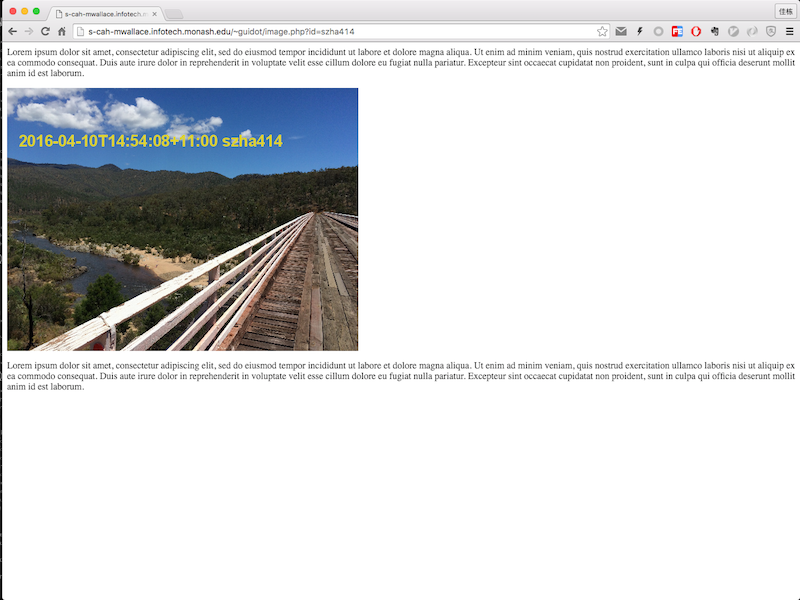 s-cah-mwallace.infotech.m
佳栋
s-cah-mwallace.infotech.monash.edu/~guidot/image.php?id=szha414
Lorem ipsum dolor sit amet, consectetur adipiscing elit, sed do eiusmod tempor incididunt ut labore et dolore magna aliqua. Ut enim ad minim veniam, quis nostrud exercitation ullamco laboris nisi ut aliquip ex
ea commodo consequat. Duis aute irure dolor in reprehenderit in voluptate velit esse cillum dolore eu fugiat nulla pariatur. Excepteur sint occaecat cupidatat non proident, sunt in culpa qui officia deserunt mollit
anim id est laborum.
2016-04-10T14:54:08+11:00 szha414
Lorem ipsum dolor sit amet, consectetur adipiscing elit, sed do eiusmod tempor incididunt ut labore et dolore magna aliqua. Ut enim ad minim veniam, quis nostrud exercitation ullamco laboris nisi ut aliquip ex
ea commodo consequat. Duis aute irure dolor in reprehenderit in voluptate velit esse cillum dolore eu fugiat nulla pariatur. Excepteur sint occaecat cupidatat non proident, sunt in culpa qui officia deserunt mollit
anim id est laborum.